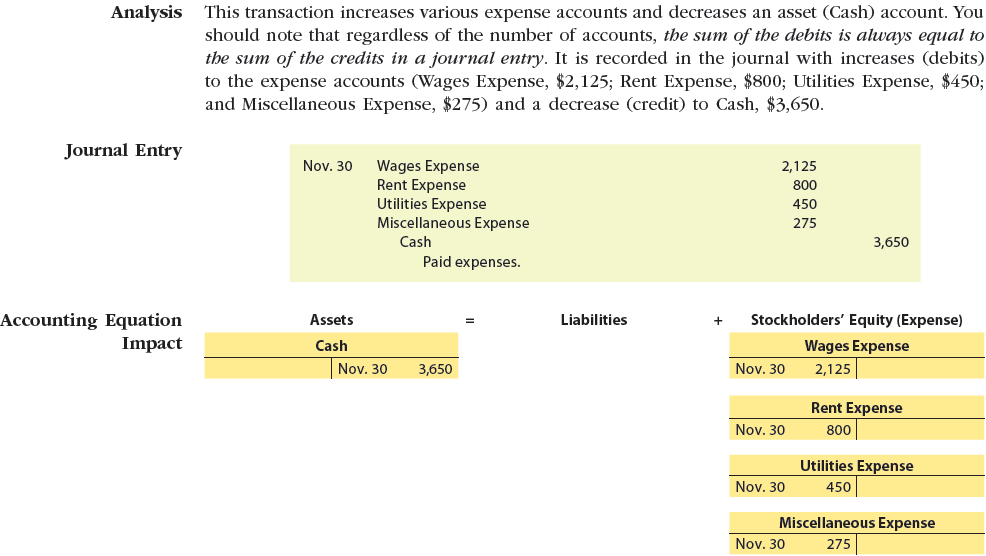 Analysis This transaction increases various expense accounts and decreases an asset (Cash) account. You
should note that regardless of the number of accounts, the sum of the debits is always equal to
the sum of the credits in a journal entry. It is recorded in the journal with increases (debits)
to the expense accounts (Wages Expense, $2,125; Rent Expense, $800; Utilities Expense, $450;
and Miscellaneous Expense, $275) and a decrease (credit) to Cash, $3,650.
Journal Entry
Nov. 30 Wages Expense 2,125
Rent Expense 800
Utilities Expense 450
Miscellaneous Expense 275
Cash 3,650
Paid expenses.
Accounting Equation Impact
Assets = Liabilities + Stockholders' Equity (Expense)
Cash
Nov. 30 3,650
Wages Expense
Nov. 30 2,125
Rent Expense
Nov. 30 800
Utilities Expense
Nov. 30 450
Miscellaneous Expense
Nov. 30 275